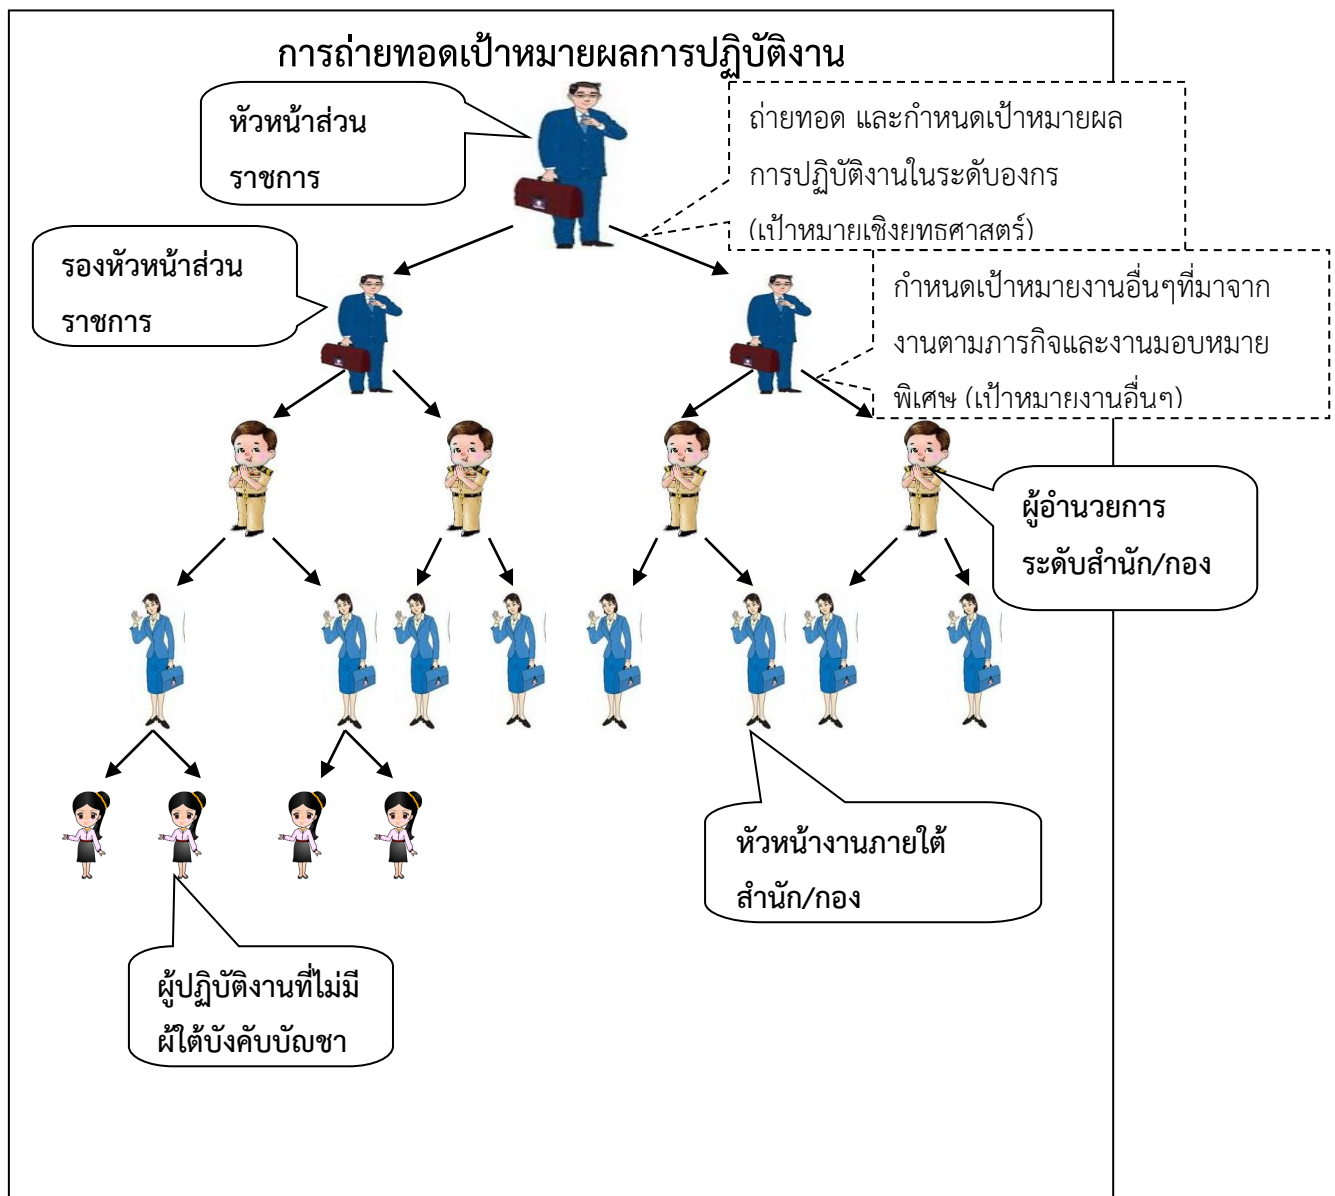 การถ่ายทอดเป้าหมายผลการปฏิบัติงาน
หัวหน้าส่วน
ราชการ
ถ่ายทอด และกำหนดเป้าหมายผล
การปฏิบัติงานในระดับองกร
(เป้าหมายเชิงยุทธศาสตร์)
รองหัวหน้าส่วน
ราชการ
กำหนดเป้าหมายงานอื่นๆที่มาจาก
งานตามภารกิจและงานมอบหมาย
พิเศษ (เป้าหมายงานอื่นๆ)
ผู้อำนวยการ
ระดับสำนัก/กอง
หัวหน้างานภายใต้
สำนัก/กอง
ผู้ปฏิบัติงานที่ไม่มี
ผู้ใต้บังคับบัญชา